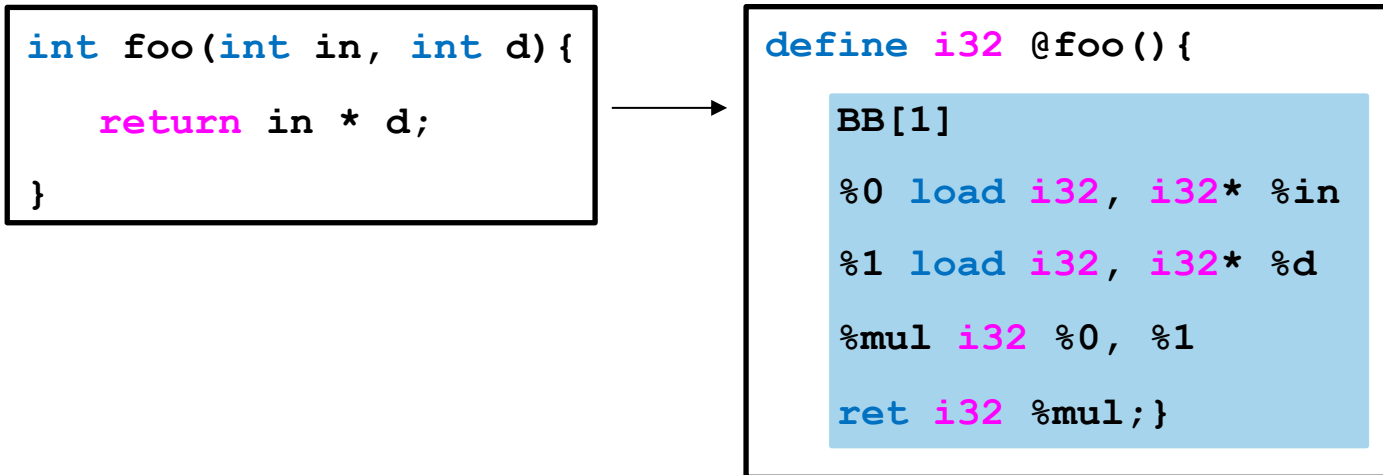 int foo(int in, int d){
return in * d;
}
define i32 @foo(){
BB[1]
%0 load i32, i32* %in
%1 load i32, i32* %d
%mul i32 %0, %1
ret i32 %mul;}